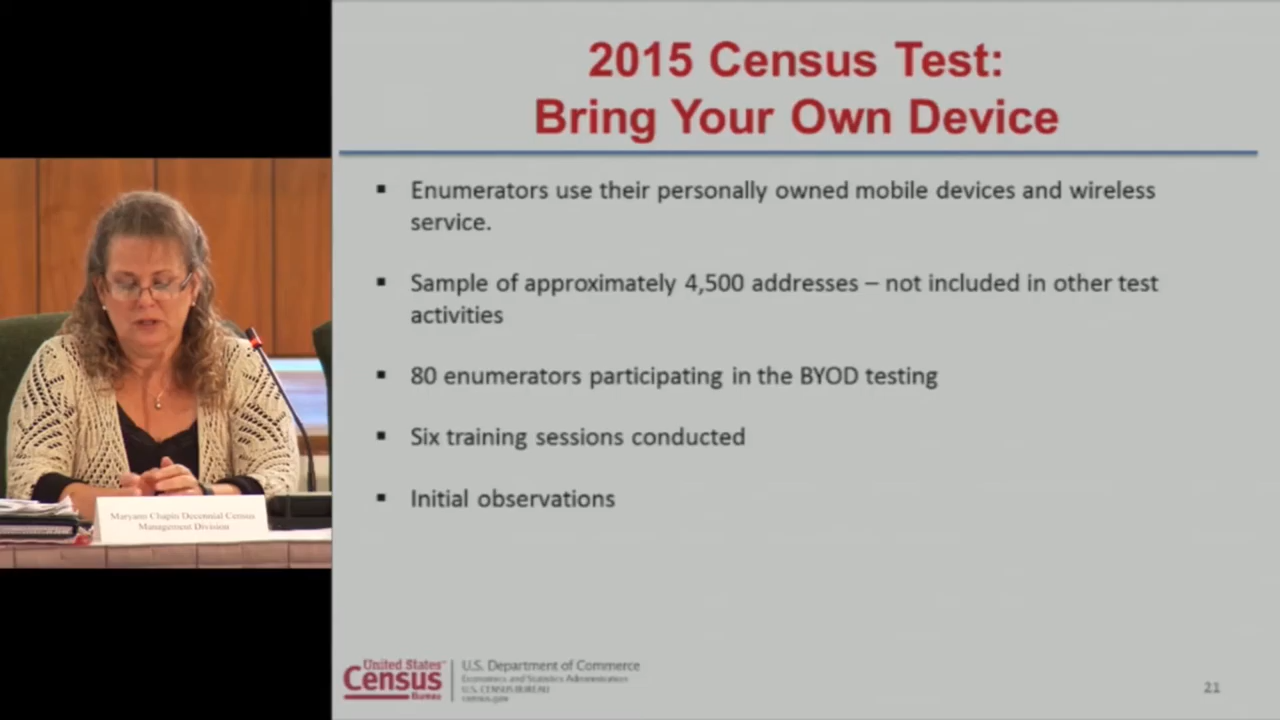 2015 Census Test:
Bring Your Own Device
▪ Enumerators use their personally owned mobile devices and wireless
service.
▪ Sample of approximately 4,500 addresses – not included in other test
activities
▪ 80 enumerators participating in the BYOD testing
▪ Six training sessions conducted
▪ Initial observations
Maryann Chapin Decennial Census
Management Division
United States™
Census
Bureau
U.S. Department of Commerce
Economics and Statistics Administration
U.S. CENSUS BUREAU
census.gov
21